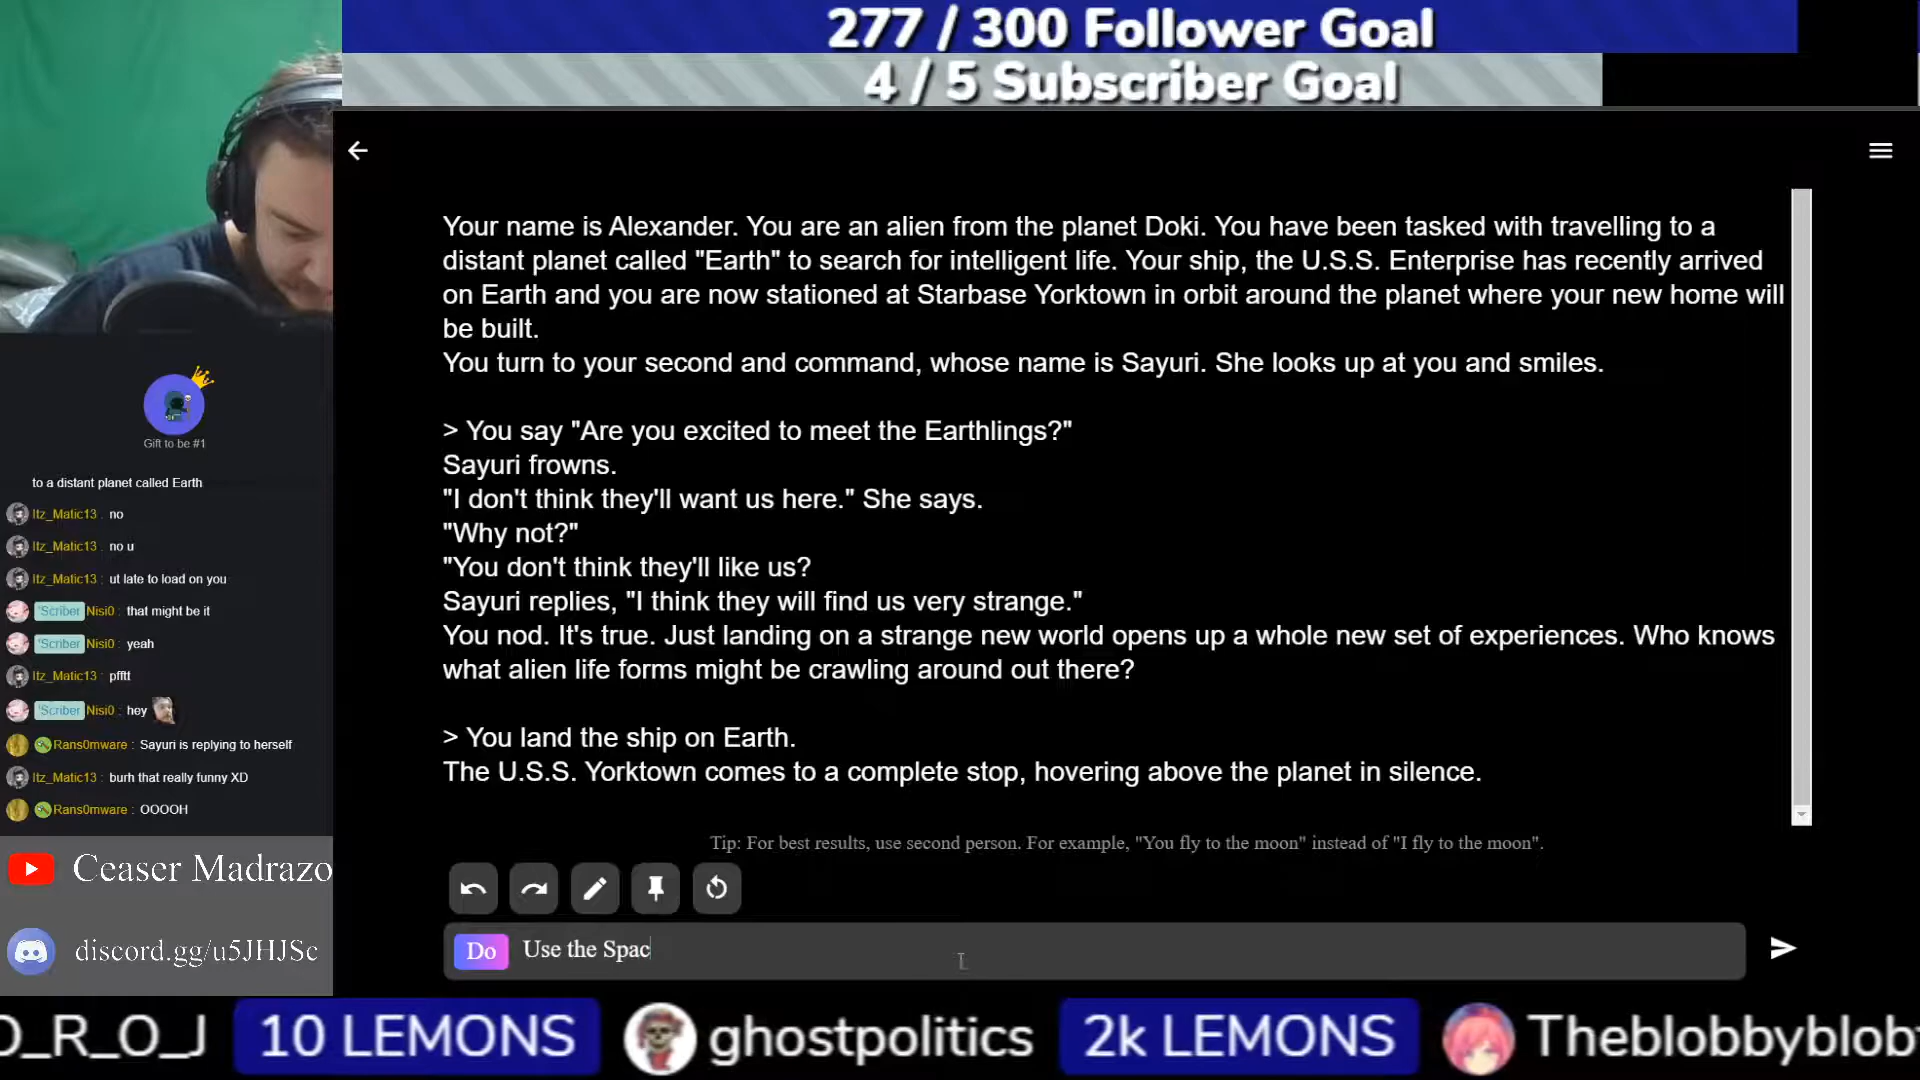 277 / 300 Follower Goal
4 / 5 Subscriber Goal
Your name is Alexander. You are an alien from the planet Doki. You have been tasked with travelling to a
distant planet called "Earth" to search for intelligent life. Your ship, the U.S.S. Enterprise has recently arrived
on Earth and you are now stationed at Starbase Yorktown in orbit around the planet where your new home will
be built.
You turn to your second and command, whose name is Sayuri. She looks up at you and smiles.
> You say "Are you excited to meet the Earthlings?"
Sayuri frowns.
"I don't think they'll want us here." She says.
"Why not?"
"You don't think they'll like us?
Sayuri replies, "I think they will find us very strange."
You nod. It's true. Just landing on a strange new world opens up a whole new set of experiences. Who knows
what alien life forms might be crawling around out there?
> You land the ship on Earth.
The U.S.S. Yorktown comes to a complete stop, hovering above the planet in silence.
Tip: For best results, use second person. For example, "You fly to the moon" instead of "I fly to the moon".
Do Use the Spac
Gift to be #1
to a distant planet called Earth
Itz_Matic13 : no
Itz_Matic13 : no u
Itz_Matic13 : ut late to load on you
'Scriber Nisi0 : that might be it
'Scriber Nisi0 : yeah
Itz_Matic13 : pfftt
'Scriber Nisi0 : hey
Rans0mware : Sayuri is replying to herself
Itz_Matic13 : burh that really funny XD
Rans0mware : OOOOH
Ceaser Madrazo
discord.gg/u5JHJSc
O_R_O_J 10 LEMONS ghostpolitics 2k LEMONS Theblobbyblob